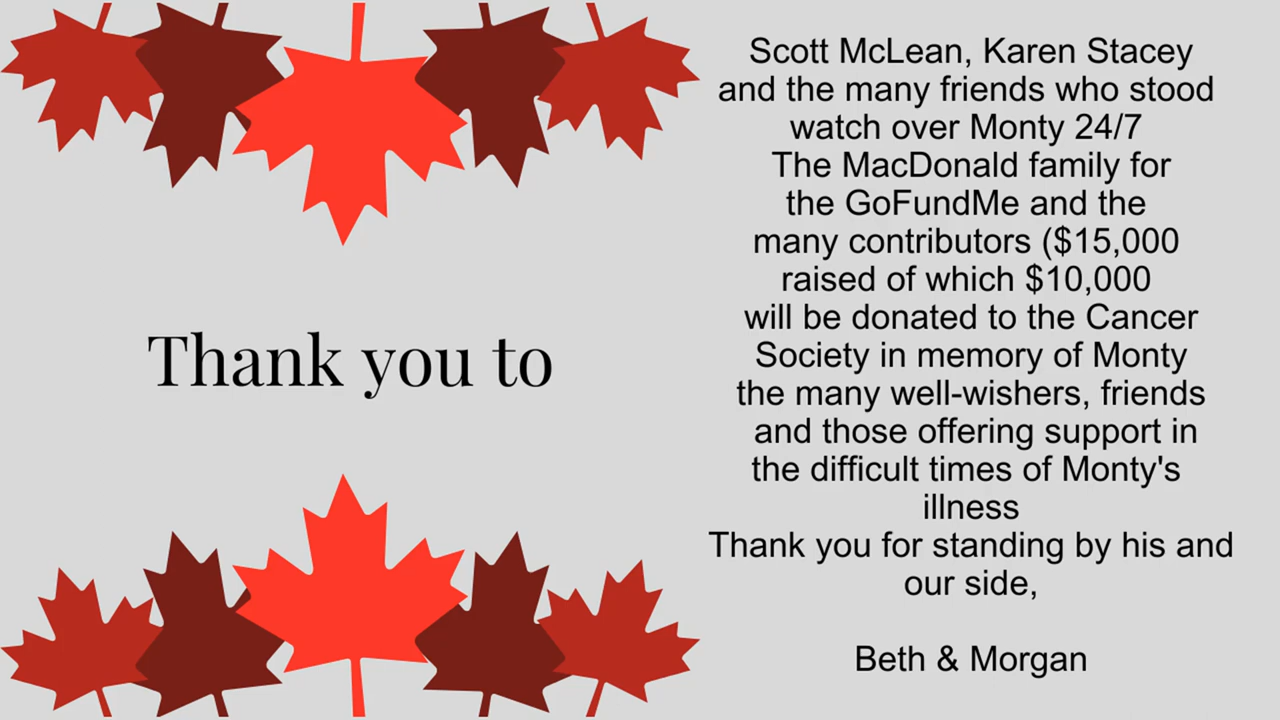 Thank you to
Scott McLean, Karen Stacey
and the many friends who stood
watch over Monty 24/7
The MacDonald family for
the GoFundMe and the
many contributors ($15,000
raised of which $10,000
will be donated to the Cancer
Society in memory of Monty
the many well-wishers, friends
and those offering support in
the difficult times of Monty's
illness
Thank you for standing by his and
our side,
Beth & Morgan